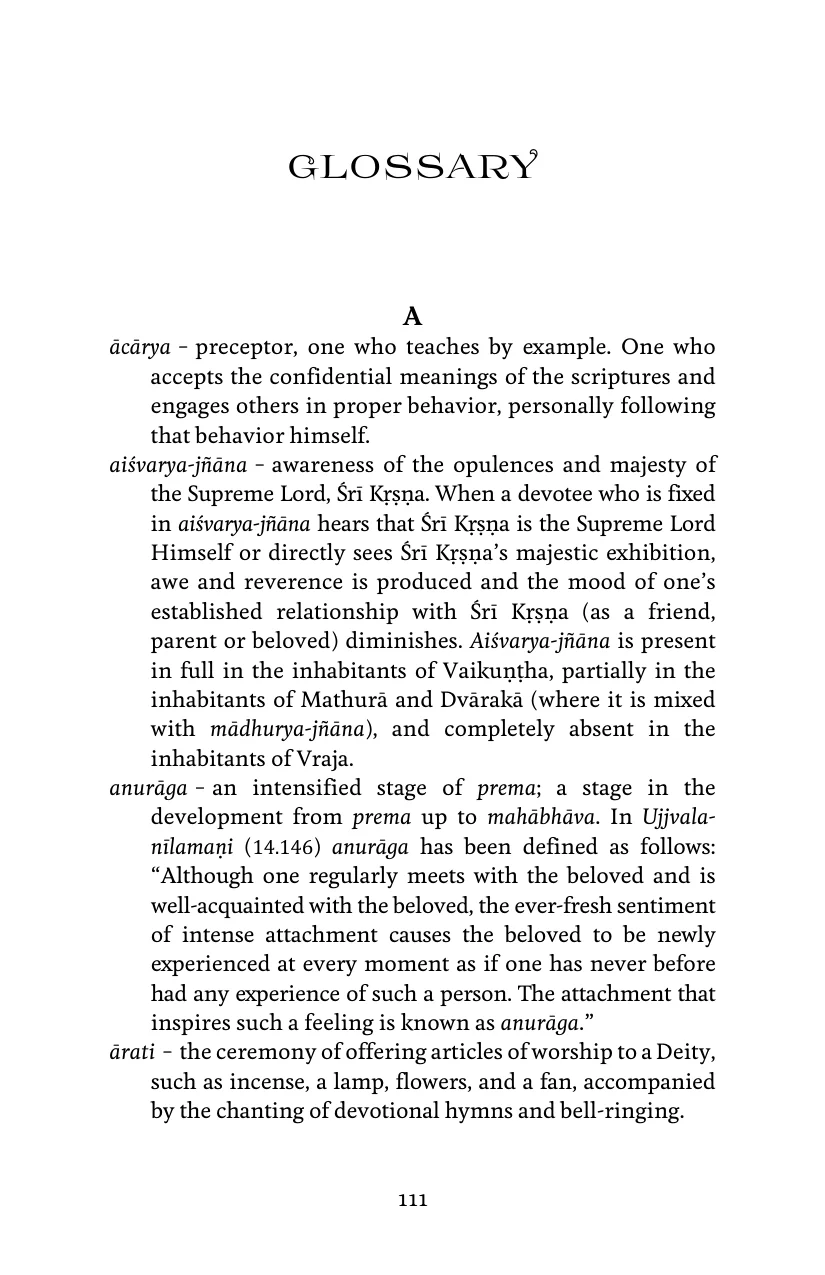 GLOSSARY
A
ācārya – preceptor, one who teaches by example. One who
accepts the confidential meanings of the scriptures and
engages others in proper behavior, personally following
that behavior himself.
aiśvarya-jñāna – awareness of the opulences and majesty of
the Supreme Lord, Śrī Kṛṣṇa. When a devotee who is fixed
in aiśvarya-jñāna hears that Śrī Kṛṣṇa is the Supreme Lord
Himself or directly sees Śrī Kṛṣṇa’s majestic exhibition,
awe and reverence is produced and the mood of one’s
established relationship with Śrī Kṛṣṇa (as a friend,
parent or beloved) diminishes. Aiśvarya-jñāna is present
in full in the inhabitants of Vaikuṇṭha, partially in the
inhabitants of Mathurā and Dvārakā (where it is mixed
with mādhurya-jñāna), and completely absent in the
inhabitants of Vraja.
anurāga – an intensified stage of prema; a stage in the
development from prema up to mahābhāva. In Ujjvala-
nīlamaṇi (14.146) anurāga has been defined as follows:
“Although one regularly meets with the beloved and is
well-acquainted with the beloved, the ever-fresh sentiment
of intense attachment causes the beloved to be newly
experienced at every moment as if one has never before
had any experience of such a person. The attachment that
inspires such a feeling is known as anurāga.”
ārati – the ceremony of offering articles of worship to a Deity,
such as incense, a lamp, flowers, and a fan, accompanied
by the chanting of devotional hymns and bell-ringing.
111